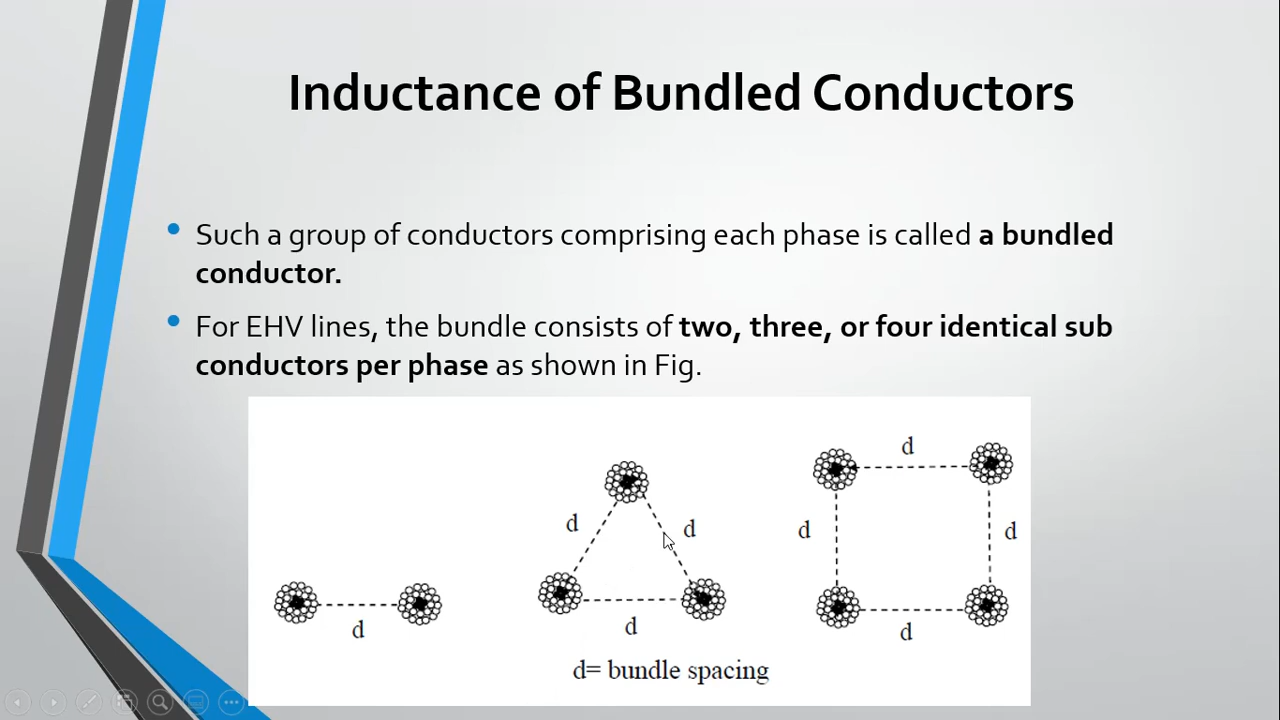 Inductance of Bundled Conductors
Such a group of conductors comprising each phase is called a bundled
conductor.
For EHV lines, the bundle consists of two, three, or four identical sub
conductors per phase as shown in Fig.
d
d
d
d
d
d
d
d
d= bundle spacing